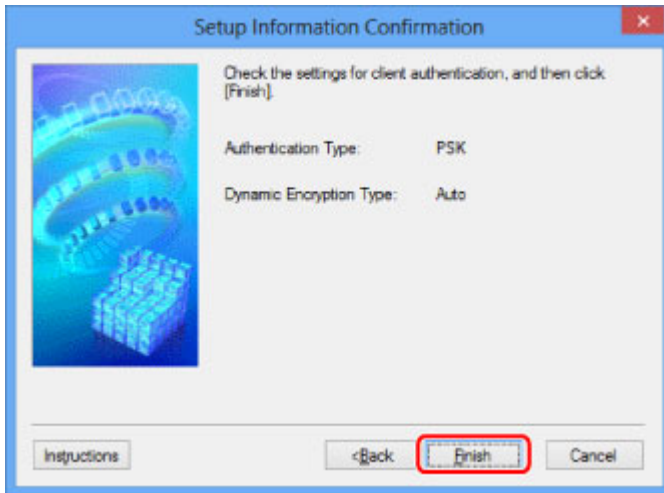 Setup Information Confirmation
Check the settings for client authentication, and then click
[Finish].
Authentication Type: PSK
Dynamic Encryption Type: Auto
Instructions <Back Finish Cancel